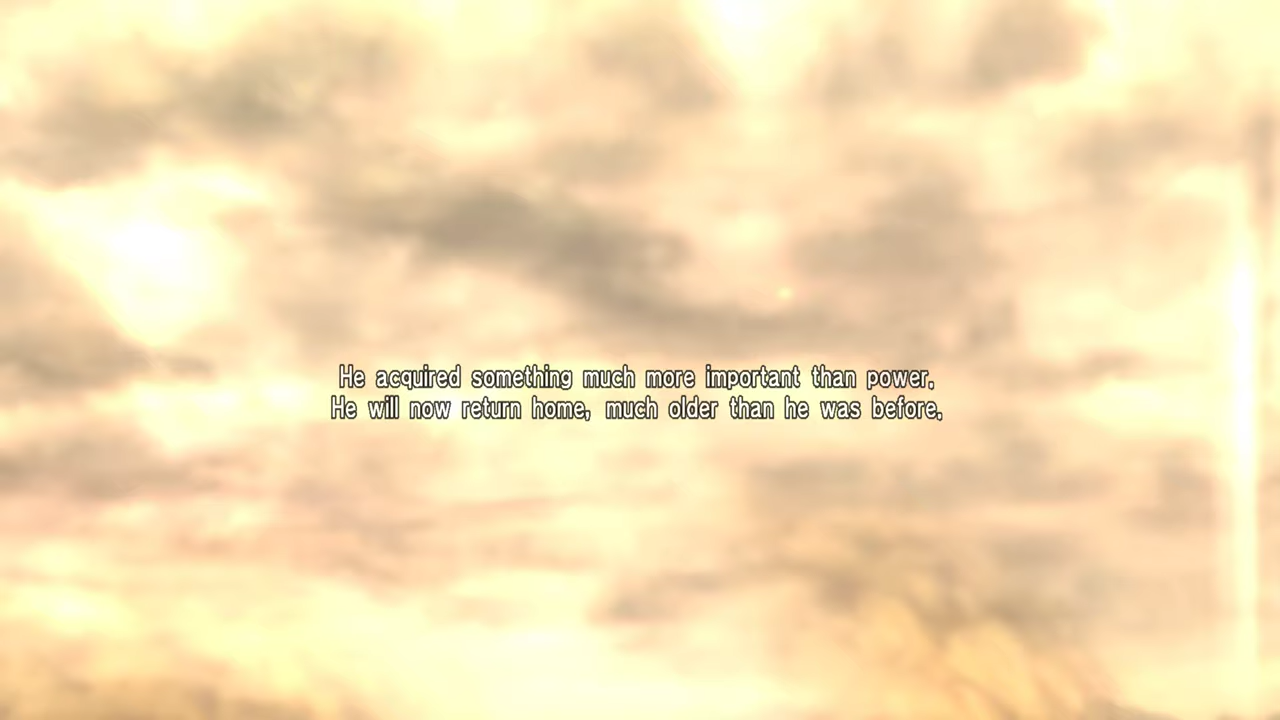 He acquired something much more important than power.
He will now return home, much older than he was before.